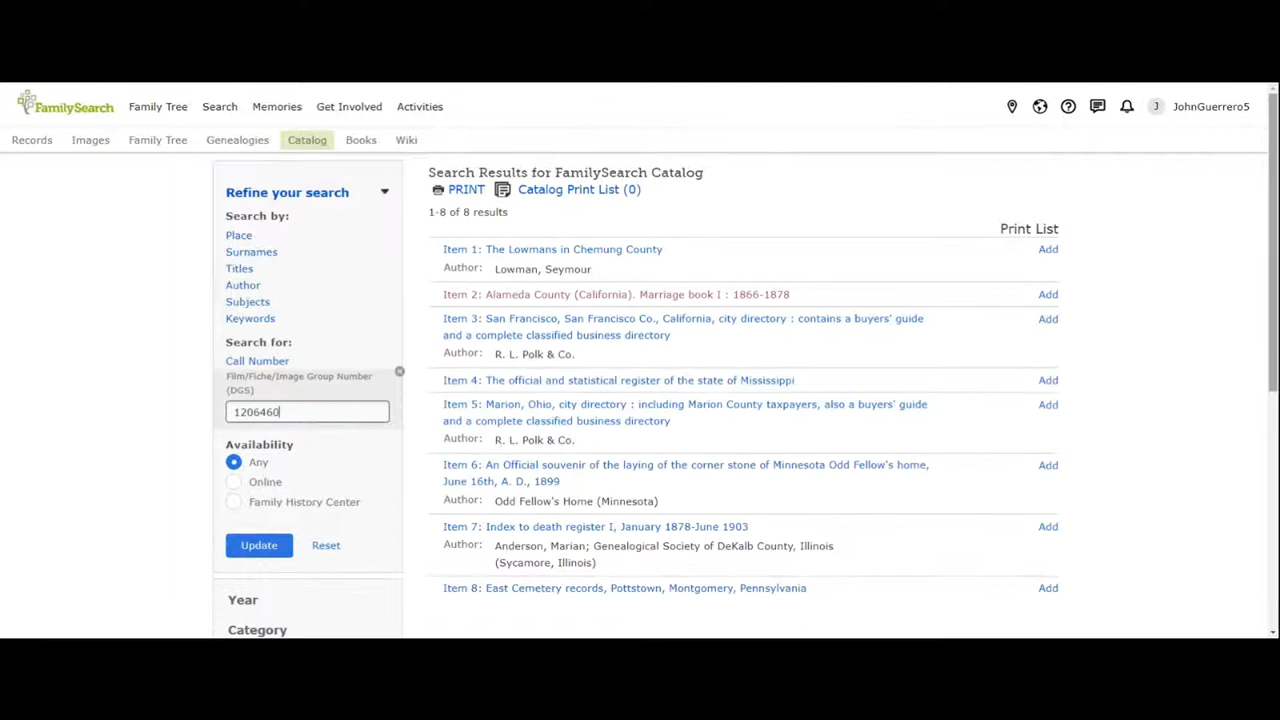 FamilySearch Family Tree Search Memories Get Involved Activities J JohnGuerrero5
Records Images Family Tree Genealogies Catalog Books Wiki
Refine your search
Search by:
Place
Surnames
Titles
Author
Subjects
Keywords
Search for:
Call Number
Film/Fiche/Image Group Number
(DGS)
1206460
Availability
Any
Online
Family History Center
Update Reset
Year
Category
Search Results for FamilySearch Catalog
PRINT Catalog Print List (0)
1-8 of 8 results
Print List
Item 1: The Lowmans in Chemung County Add
Author: Lowman, Seymour
Item 2: Alameda County (California). Marriage book I : 1866-1878 Add
Item 3: San Francisco, San Francisco Co., California, city directory : contains a buyers' guide Add
and a complete classified business directory
Author: R. L. Polk & Co.
Item 4: The official and statistical register of the state of Mississippi Add
Item 5: Marion, Ohio, city directory : including Marion County taxpayers, also a buyers' guide Add
and a complete classified business directory
Author: R. L. Polk & Co.
Item 6: An Official souvenir of the laying of the corner stone of Minnesota Odd Fellow's home, Add
June 16th, A. D., 1899
Author: Odd Fellow's Home (Minnesota)
Item 7: Index to death register I, January 1878-June 1903 Add
Author: Anderson, Marian; Genealogical Society of DeKalb County, Illinois
(Sycamore, Illinois)
Item 8: East Cemetery records, Pottstown, Montgomery, Pennsylvania Add